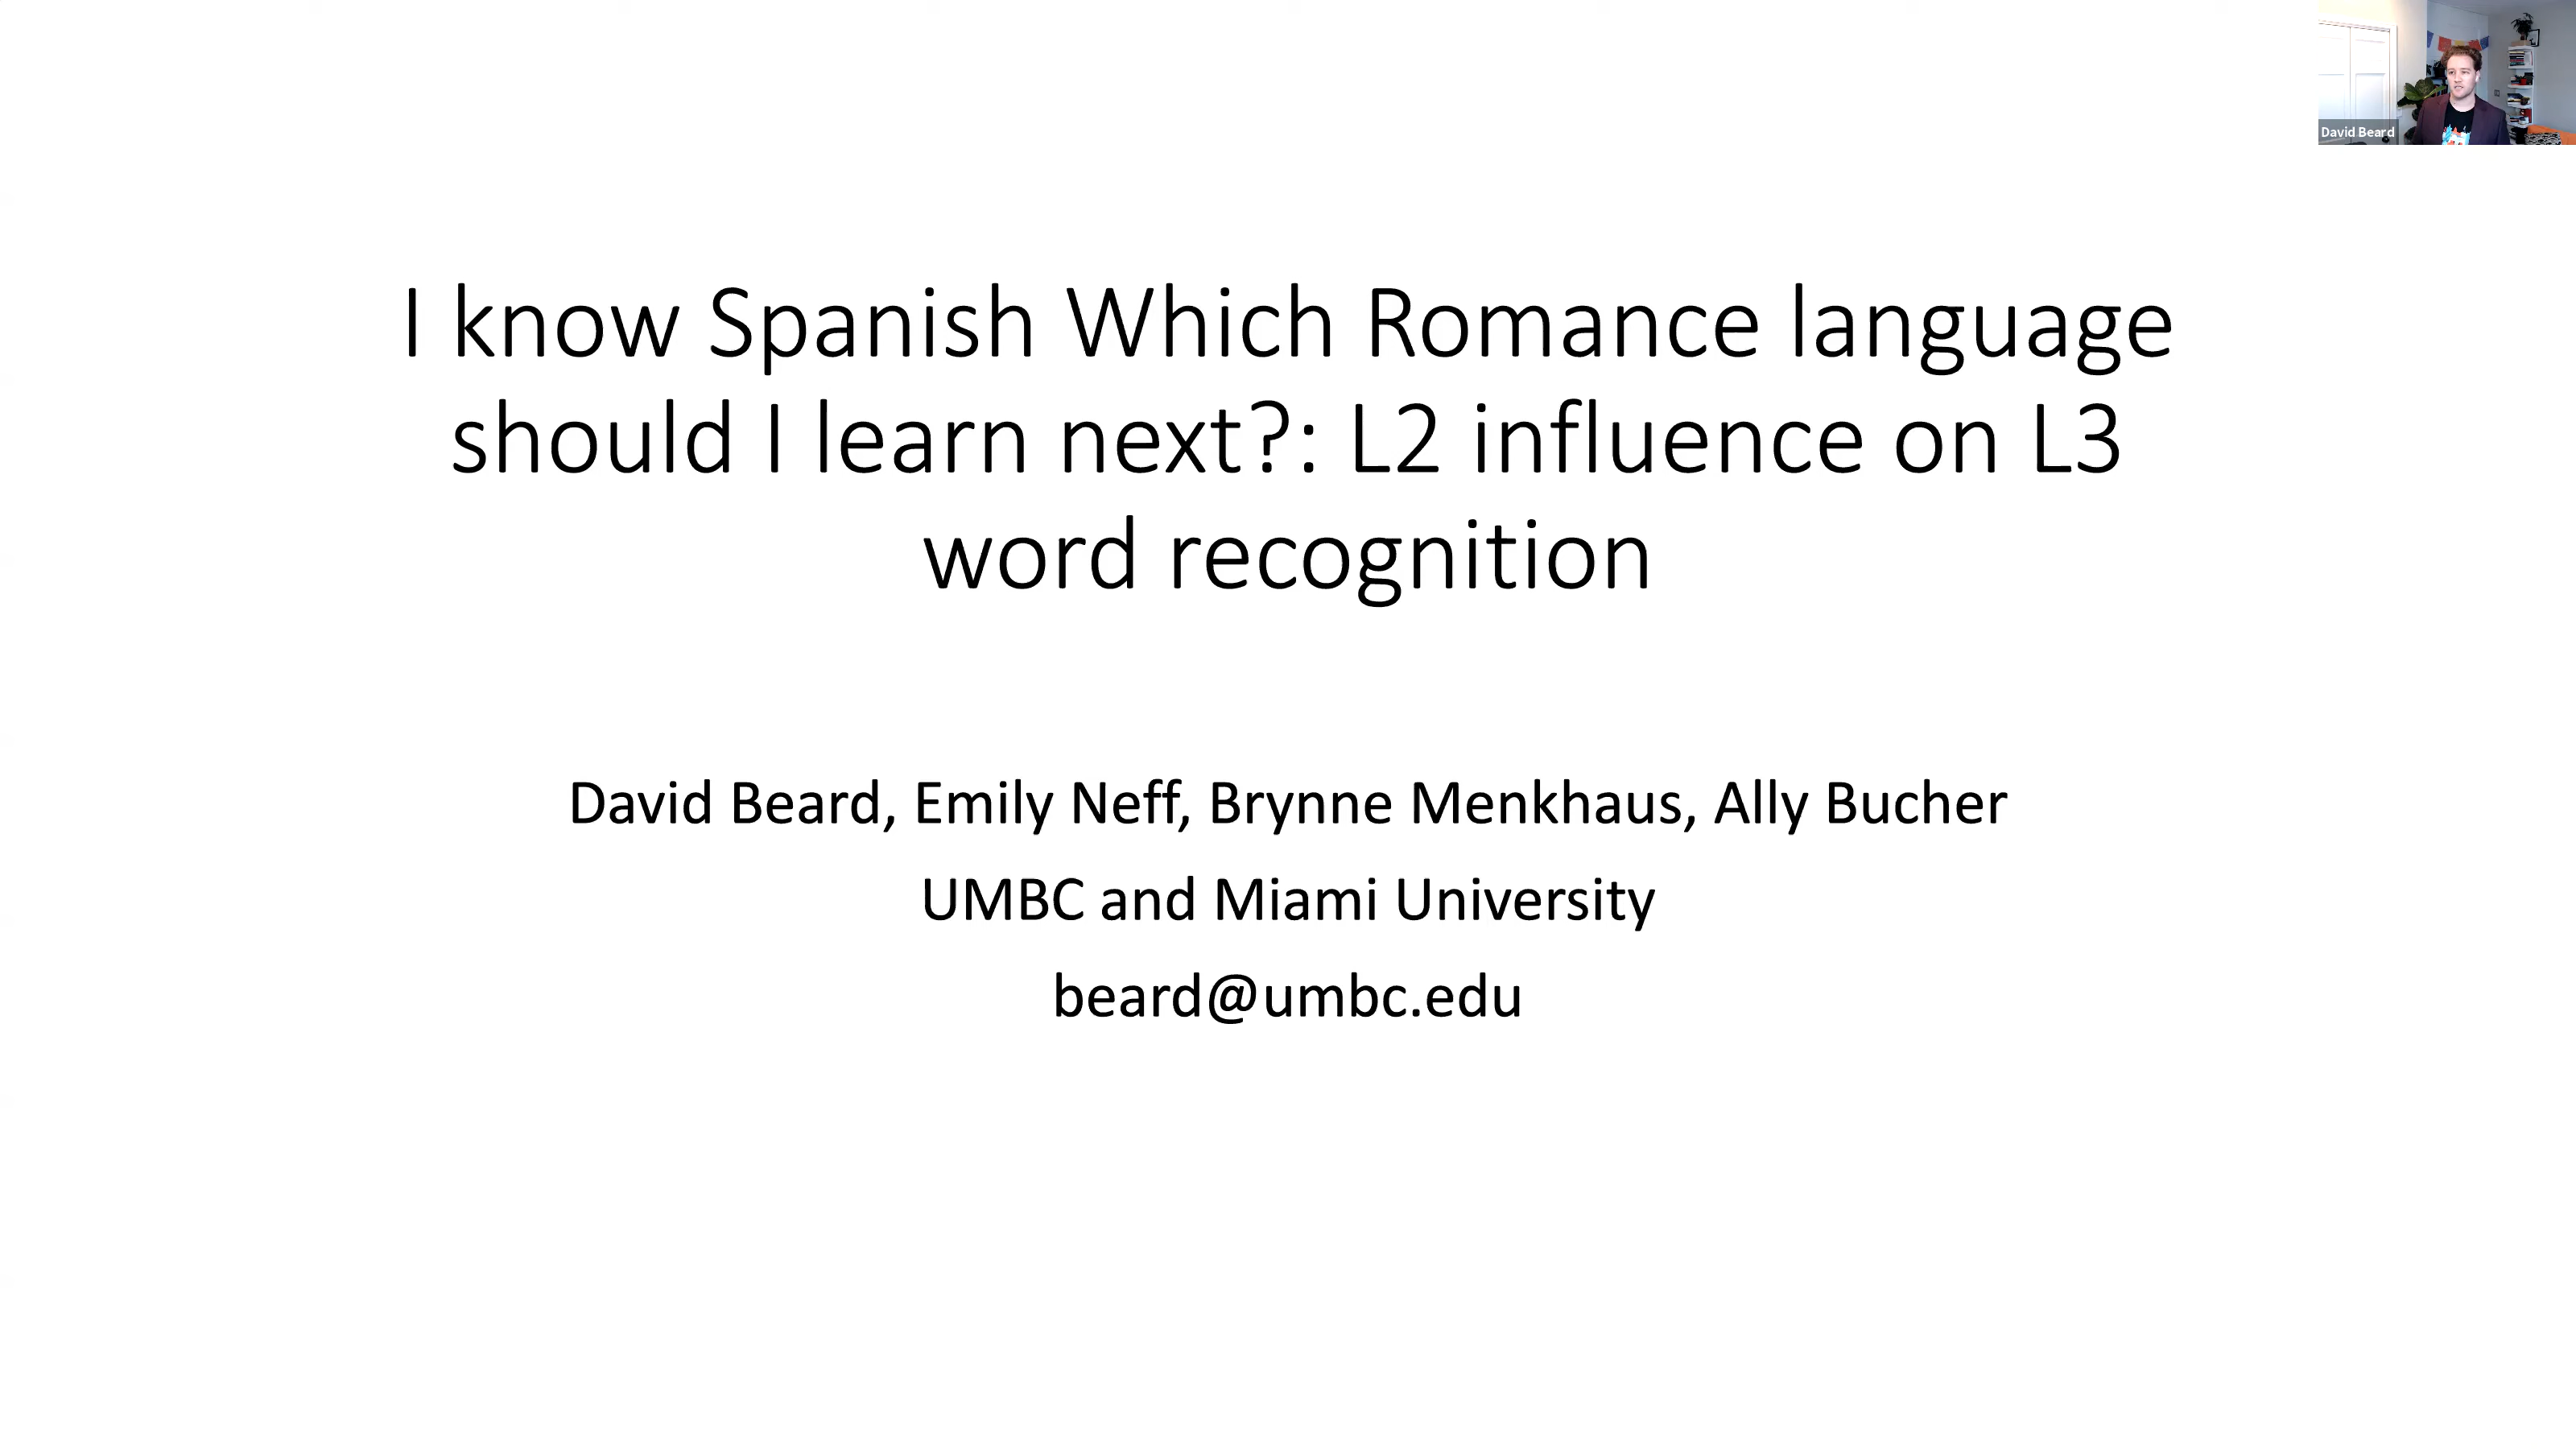 David Beard
I know Spanish Which Romance language
should I learn next?: L2 influence on L3
word recognition
David Beard, Emily Neff, Brynne Menkhaus, Ally Bucher
UMBC and Miami University
beard@umbc.edu